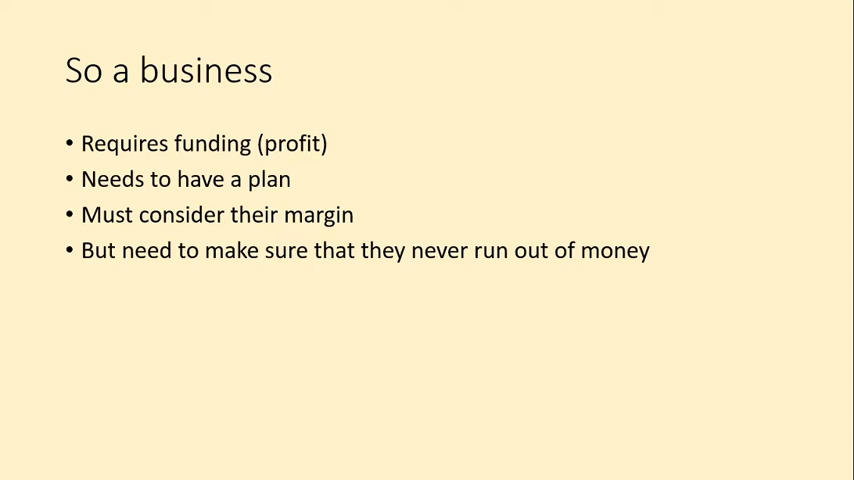 So a business
• Requires funding (profit)
• Needs to have a plan
• Must consider their margin
• But need to make sure that they never run out of money